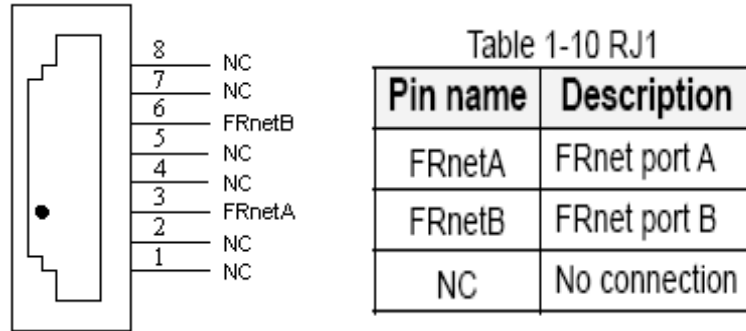 8 NC
7 NC
6 FRnetB
5 NC
4 NC
3 FRnetA
2 NC
1 NC
Table 1-10 RJ1
Pin name Description
FRnetA FRnet port A
FRnetB FRnet port B
NC No connection